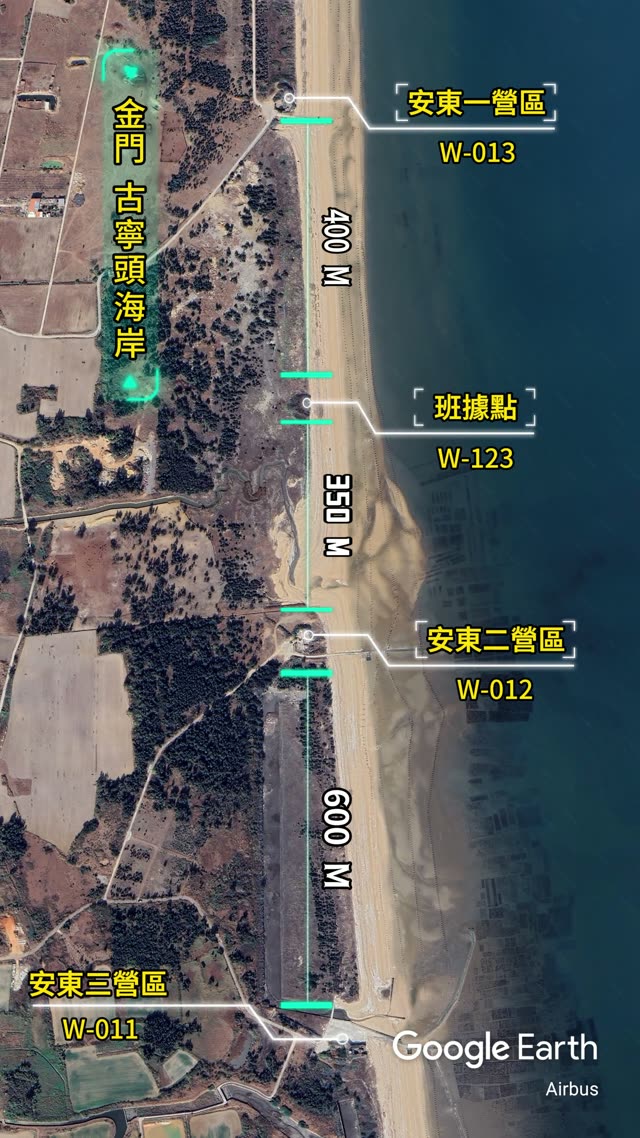 金門 古寧頭海岸
安東一營區
W-013
400 M
班據點
W-123
350 M
安東二營區
W-012
600 M
安東三營區
W-011
Google Earth
Airbus